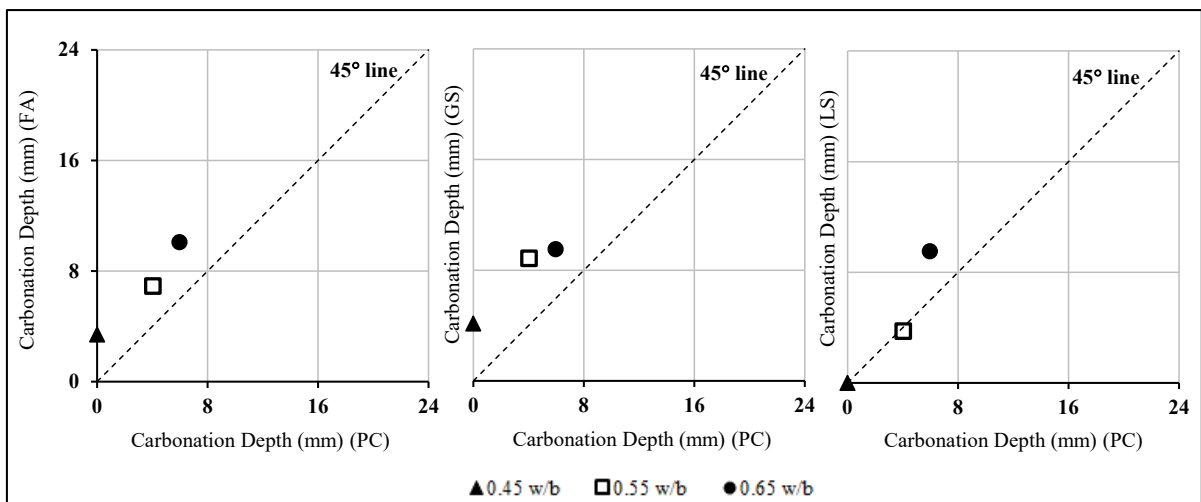 24
16
8
0
Carbonation Depth (mm) (FA)
45° line
0 8 16 24
Carbonation Depth (mm) (PC)
Carbonation Depth (mm) (GS)
45° line
0 8 16 24
Carbonation Depth (mm) (PC)
Carbonation Depth (mm) (LS)
45° line
0 8 16 24
Carbonation Depth (mm) (PC)
0.45 w/b 0.55 w/b 0.65 w/b